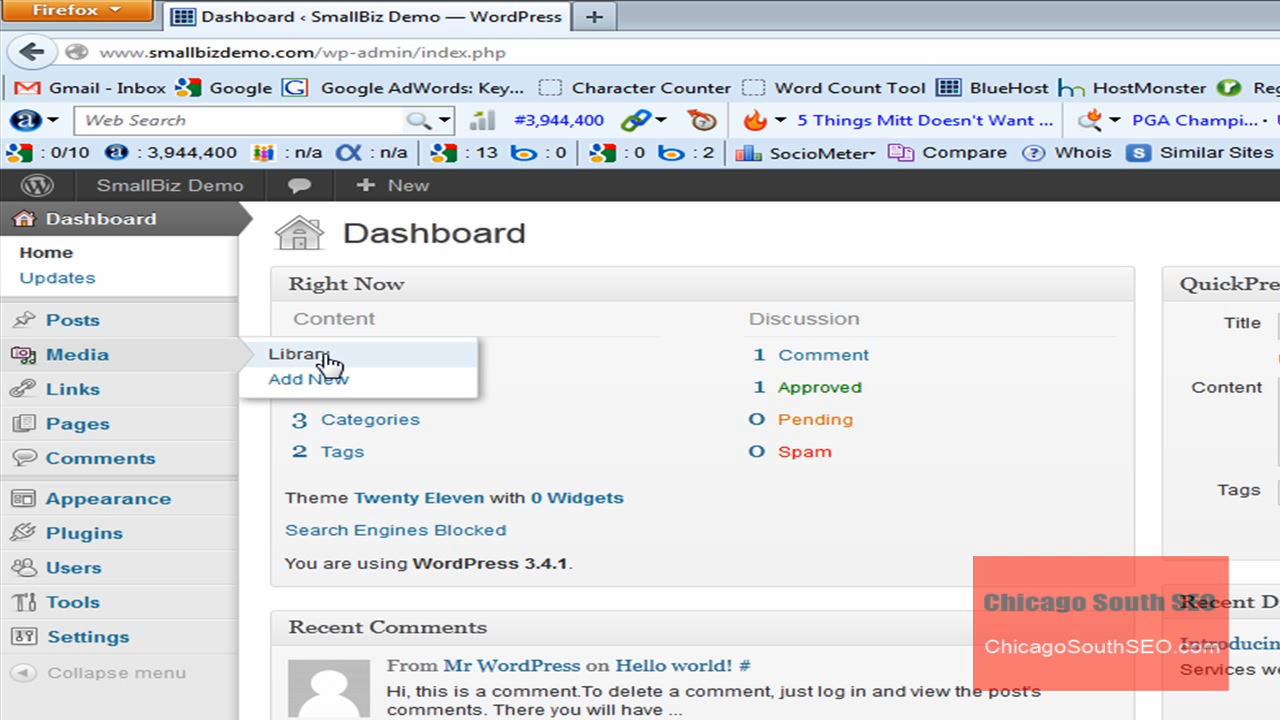 Firefox
Dashboard ‹ SmallBiz Demo — WordPress
www.smallbizdemo.com/wp-admin/index.php
Gmail - Inbox Google Google AdWords: Key... Character Counter Word Count Tool BlueHost HostMonster Reg
Web Search #3,944,400 5 Things Mitt Doesn't Want ... PGA Champi...
: 0/10 : 3,944,400 : n/a : n/a : 13 : 0 : 0 : 2 SocioMeter Compare Whois Similar Sites
SmallBiz Demo + New
Dashboard
Home
Updates
Posts
Media
Links
Pages
Comments
Appearance
Plugins
Users
Tools
Settings
Collapse menu
Library
Add New
Dashboard
Right Now
Content
3 Categories
2 Tags
Discussion
1 Comment
1 Approved
0 Pending
0 Spam
Theme Twenty Eleven with 0 Widgets
Search Engines Blocked
You are using WordPress 3.4.1.
Recent Comments
From Mr WordPress on Hello world! #
Hi, this is a comment.To delete a comment, just log in and view the post's
comments. There you will have ...
QuickPre
Title
Content
Tags
Recent D
Introducin
Services we
Chicago South SEO
ChicagoSouthSEO.com